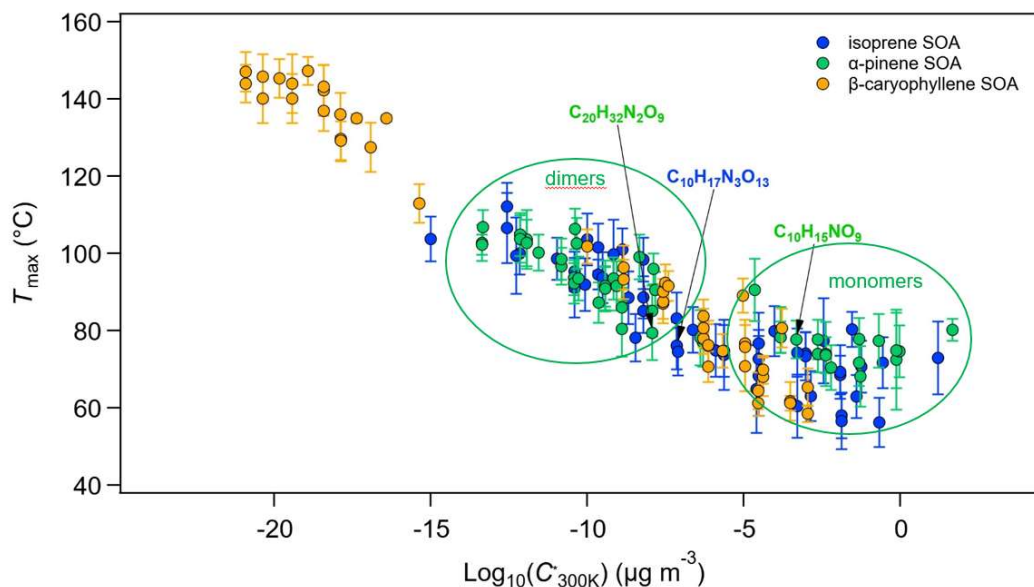 160
140
120
100
80
60
40
Tmax (°C)
isoprene SOA
α-pinene SOA
β-caryophyllene SOA
C20H32N2O9
dimers
C10H17N3O13
C10H15NO9
monomers
-20
-15
-10
-5
0
Log10(C*300K) (µg m-3)